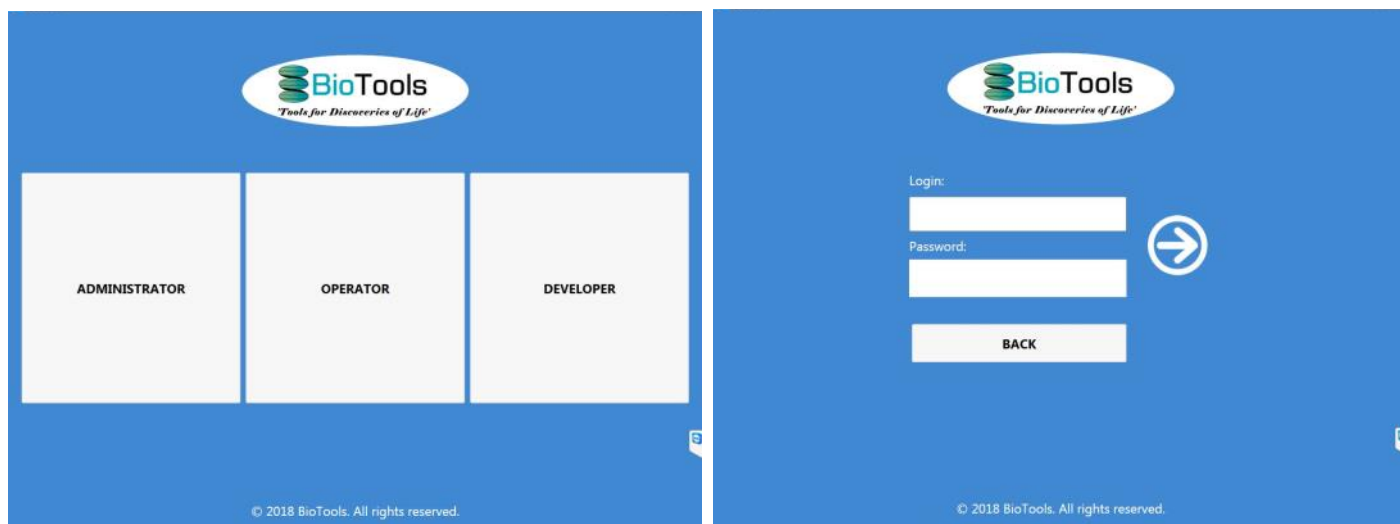 BioTools
'Tools for Discoveries of Life'
ADMINISTRATOR
OPERATOR
DEVELOPER
© 2018 BioTools. All rights reserved.
BioTools
'Tools for Discoveries of Life'
Login:
Password:
BACK
© 2018 BioTools. All rights reserved.